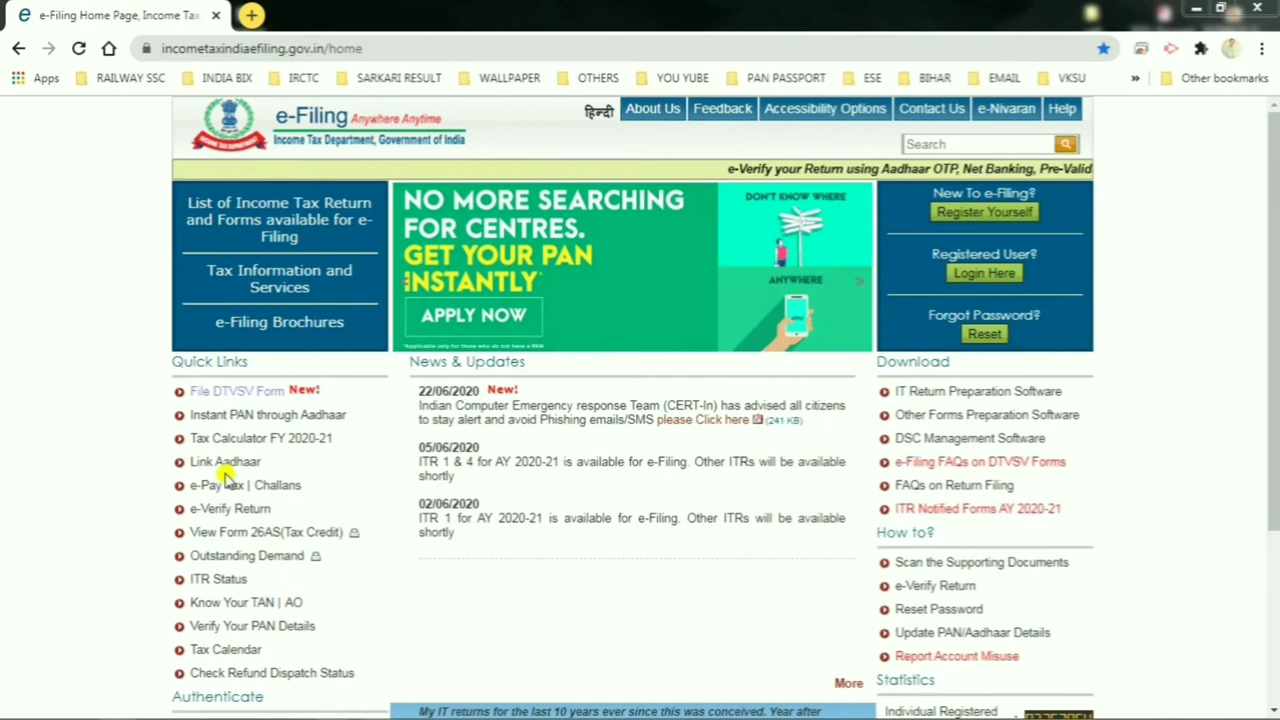 e-Filing Home Page, Income Tax
incometaxindiaefiling.gov.in/home
Apps RAILWAY SSC INDIA BIX IRCTC SARKARI RESULT WALLPAPER OTHERS YOU YUBE PAN PASSPORT ESE BIHAR EMAIL VKSU » Other bookmarks
e-Filing Anywhere Anytime
Income Tax Department, Government of India
हिन्दी About Us Feedback Accessibility Options Contact Us e-Nivaran Help
Search
e-Verify your Return using Aadhaar OTP, Net Banking, Pre-Valid
List of Income Tax Return
and Forms available for e-
Filing
Tax Information and
Services
e-Filing Brochures
NO MORE SEARCHING
FOR CENTRES.
GET YOUR PAN
INSTANTLY*
APPLY NOW
*Applicable only for those who do not have a PAN.
DON'T KNOW WHERE
ANYWHERE
New To e-Filing?
Register Yourself
Registered User?
Login Here
Forgot Password?
Reset
Quick Links
File DTVSV Form New!
Instant PAN through Aadhaar
Tax Calculator FY 2020-21
Link Aadhaar
e-Pay Tax | Challans
e-Verify Return
View Form 26AS(Tax Credit)
Outstanding Demand
ITR Status
Know Your TAN | AO
Verify Your PAN Details
Tax Calendar
Check Refund Dispatch Status
Authenticate
News & Updates
22/06/2020 New!
Indian Computer Emergency response Team (CERT-In) has advised all citizens
to stay alert and avoid Phishing emails/SMS please Click here (241 KB)
05/06/2020
ITR 1 & 4 for AY 2020-21 is available for e-Filing. Other ITRs will be available
shortly
02/06/2020
ITR 1 for AY 2020-21 is available for e-Filing. Other ITRs will be available
shortly
More
My IT returns for the last 10 years ever since this was conceived. Year after
Download
IT Return Preparation Software
Other Forms Preparation Software
DSC Management Software
e-Filing FAQs on DTVSV Forms
FAQs on Return Filing
ITR Notified Forms AY 2020-21
How to?
Scan the Supporting Documents
e-Verify Return
Reset Password
Update PAN/Aadhaar Details
Report Account Misuse
Statistics
Individual Registered